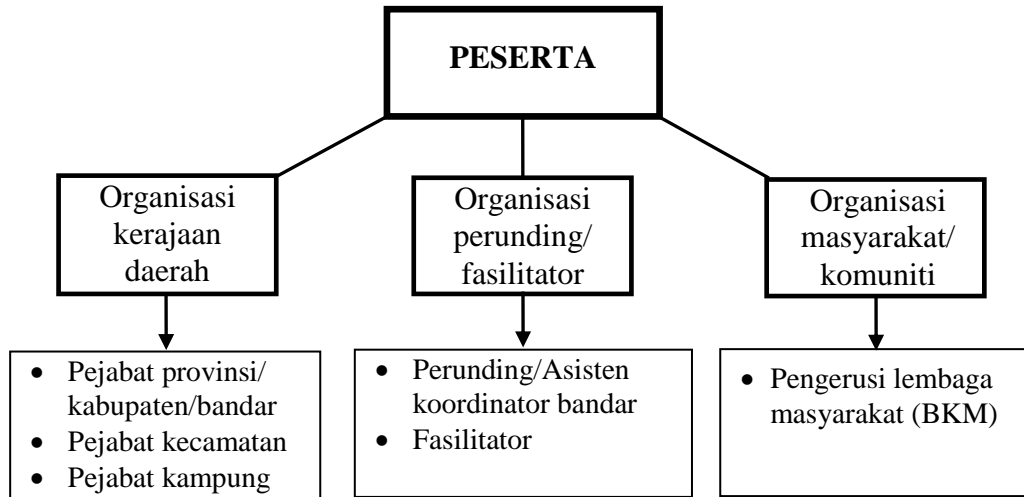 PESERTA
Organisasi
kerajaan
daerah
Organisasi
perunding/
fasilitator
Organisasi
masyarakat/
komuniti
• Pejabat provinsi/
kabupaten/bandar
• Pejabat kecamatan
• Pejabat kampung
• Perunding/Asisten
koordinator bandar
• Fasilitator
• Pengerusi lembaga
masyarakat (BKM)